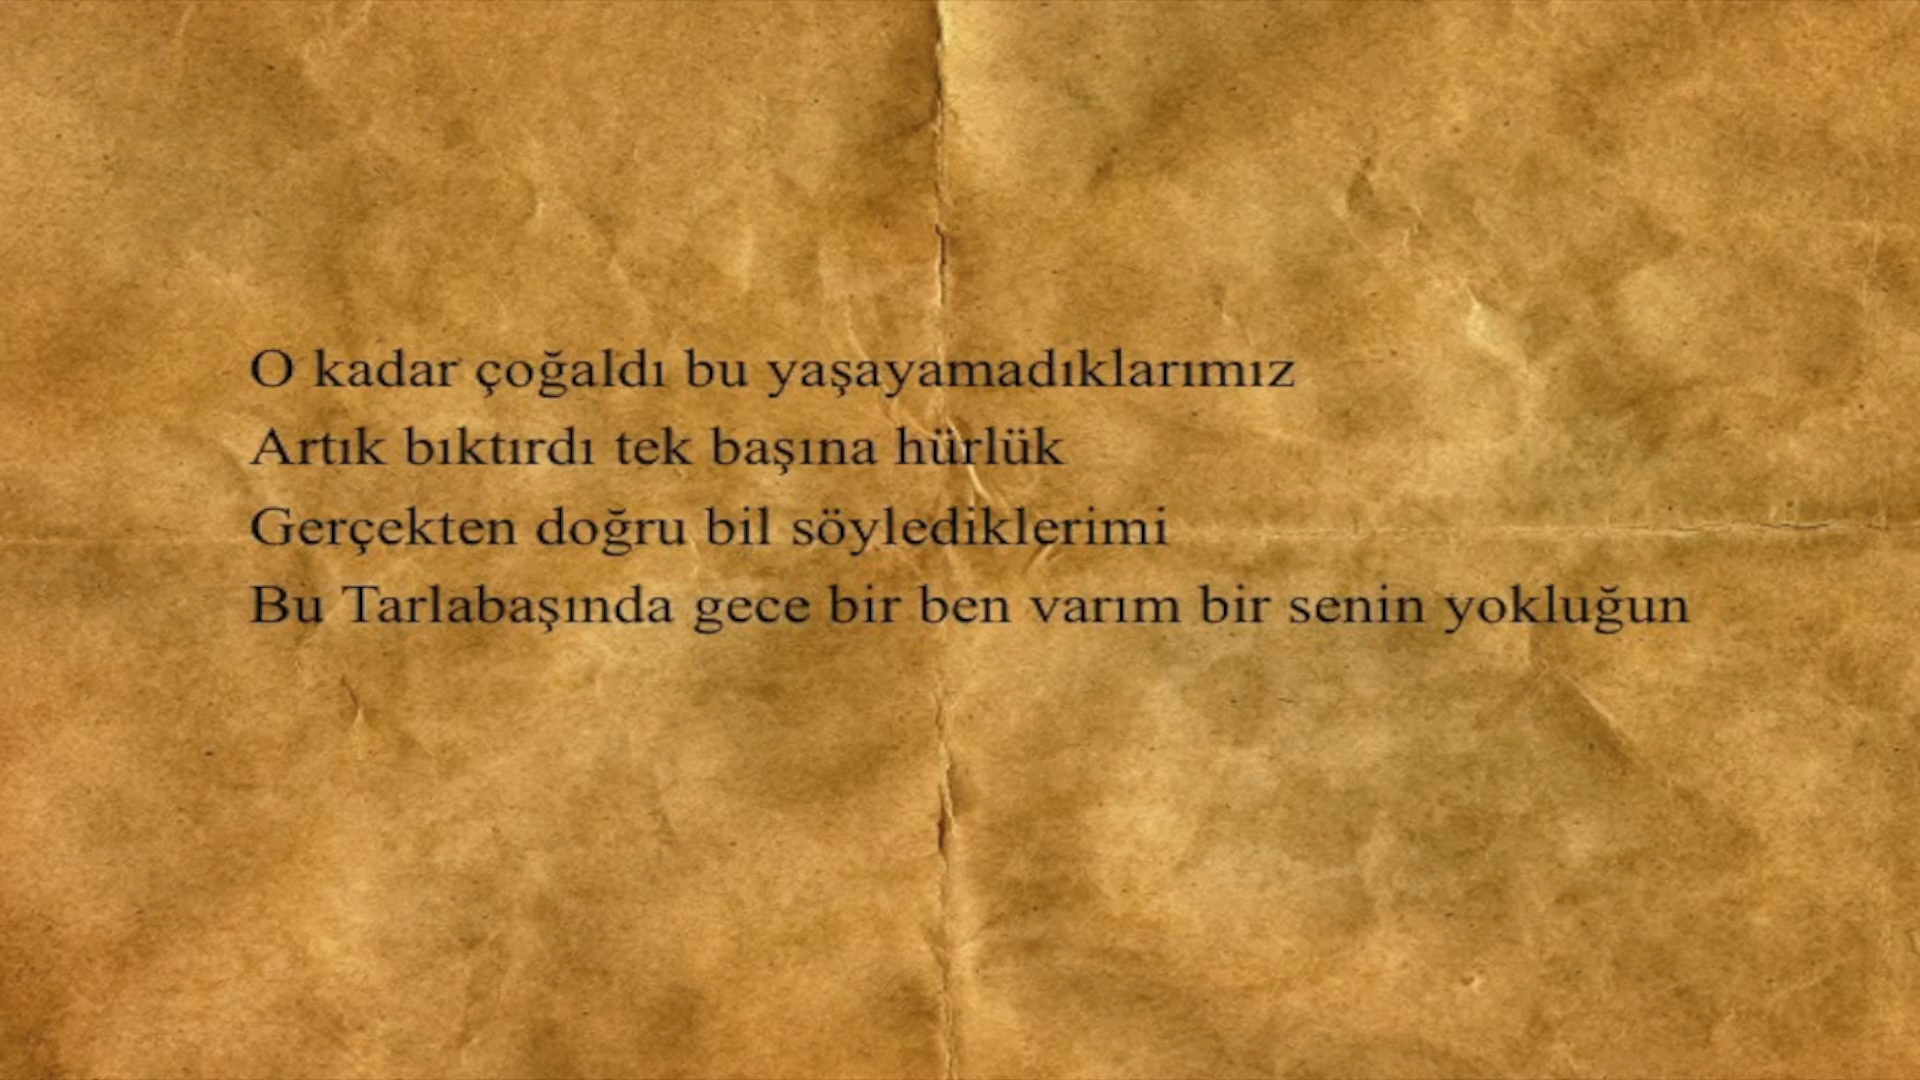 O kadar çoğaldı bu yaşayamadıklarımız
Artık bıktırdı tek başına hürlük
Gerçekten doğru bil söylediklerimi
Bu Tarlabaşında gece bir ben varım bir senin yokluğun